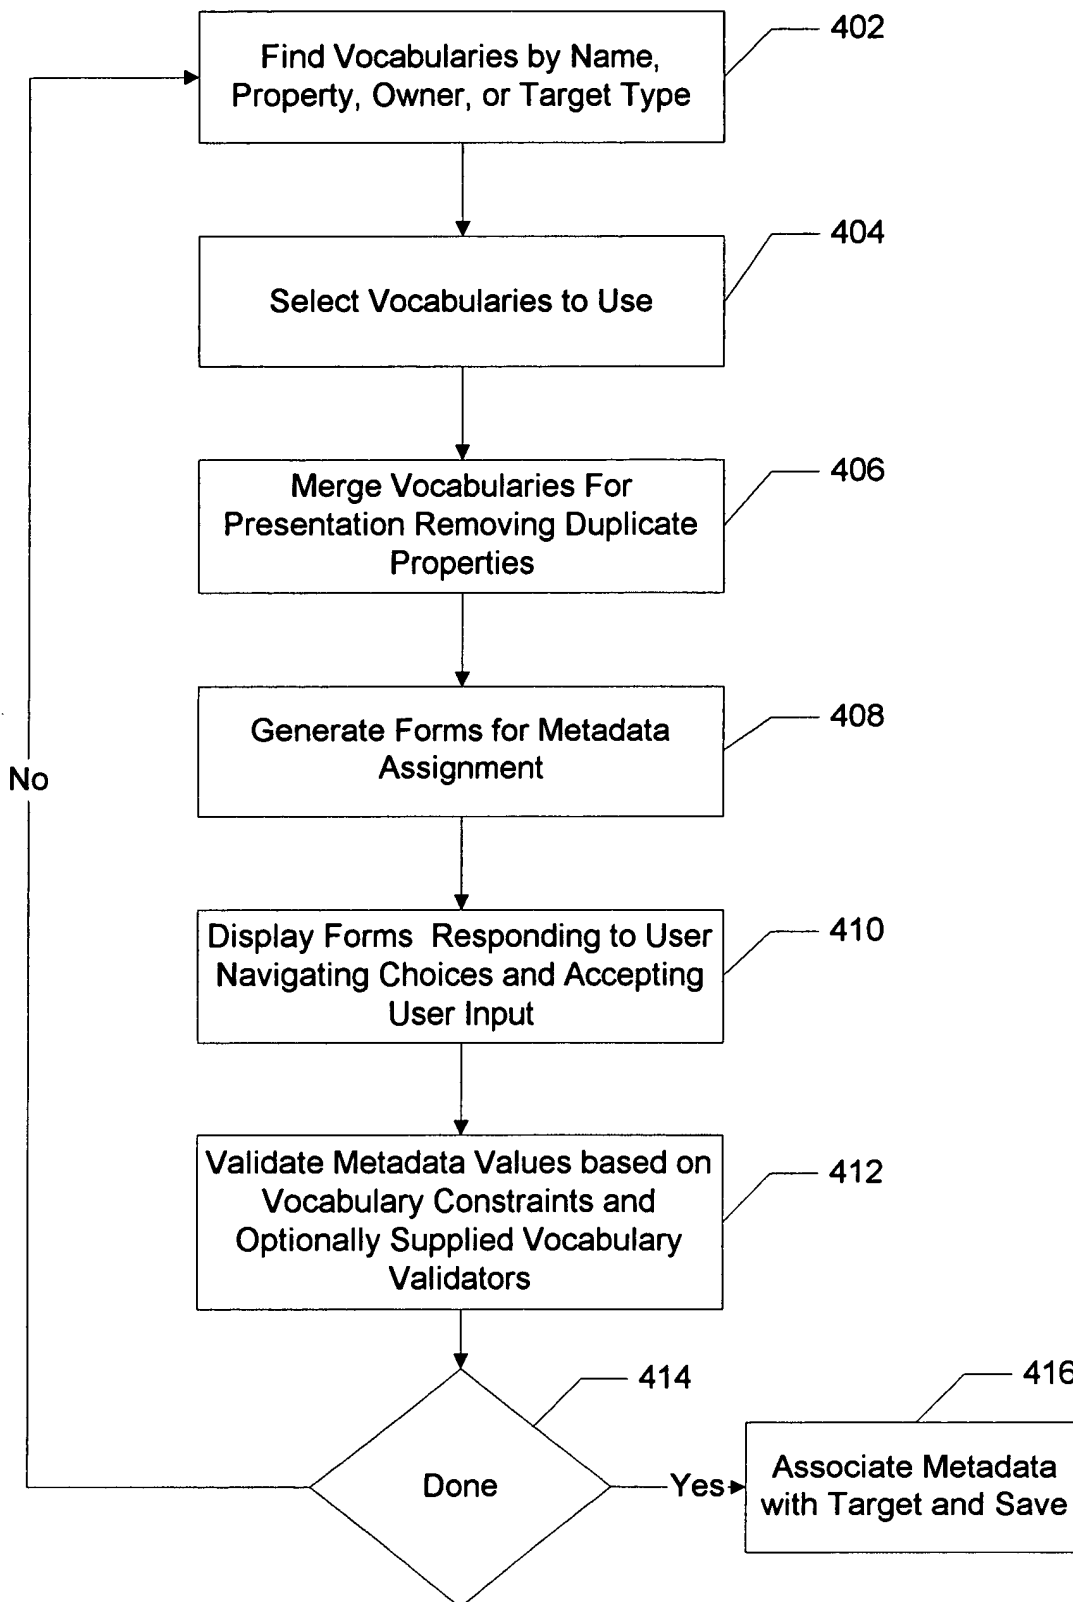 402
Find Vocabularies by Name,
Property, Owner, or Target Type
404
Select Vocabularies to Use
406
Merge Vocabularies For
Presentation Removing Duplicate
Properties
408
Generate Forms for Metadata
Assignment
No
410
Display Forms Responding to User
Navigating Choices and Accepting
User Input
412
Validate Metadata Values based on
Vocabulary Constraints and
Optionally Supplied Vocabulary
Validators
414
416
Done
Yes
Associate Metadata
with Target and Save